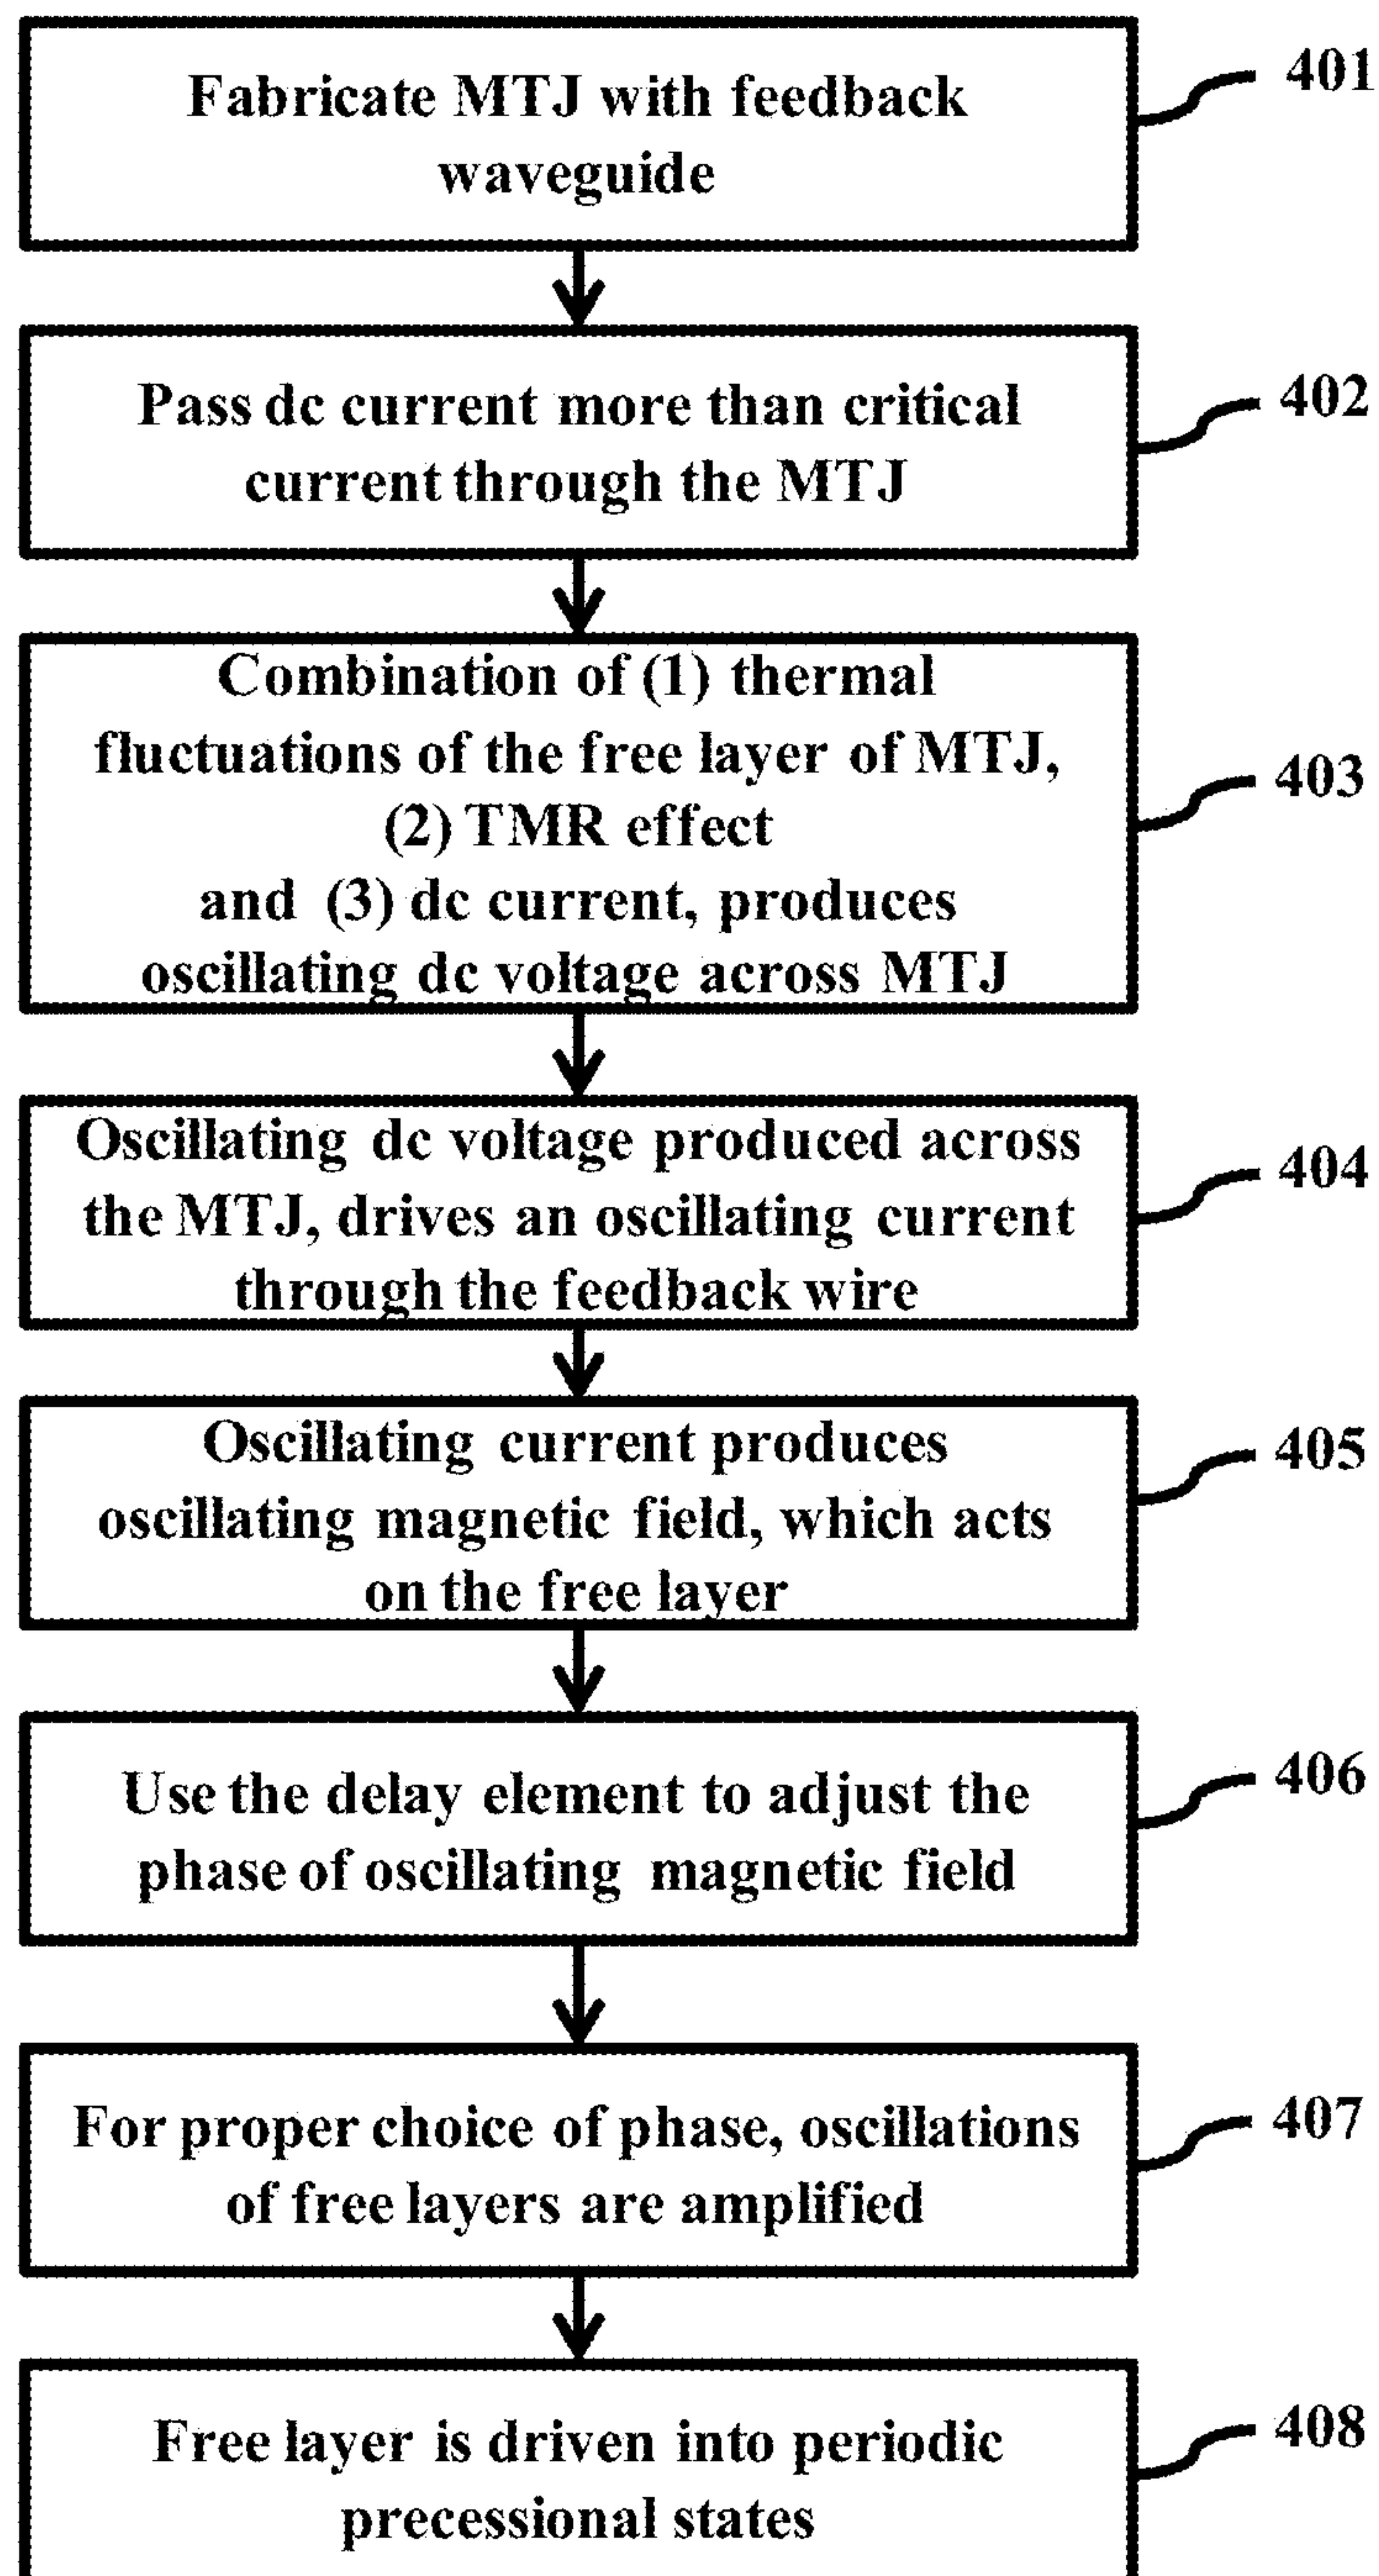 Fabricate MTJ with feedback
waveguide
401
Pass dc current more than critical
current through the MTJ
402
Combination of (1) thermal
fluctuations of the free layer of MTJ,
(2) TMR effect
and (3) dc current, produces
oscillating dc voltage across MTJ
403
Oscillating dc voltage produced across
the MTJ, drives an oscillating current
through the feedback wire
404
Oscillating current produces
oscillating magnetic field, which acts
on the free layer
405
Use the delay element to adjust the
phase of oscillating magnetic field
406
For proper choice of phase, oscillations
of free layers are amplified
407
Free layer is driven into periodic
precessional states
408